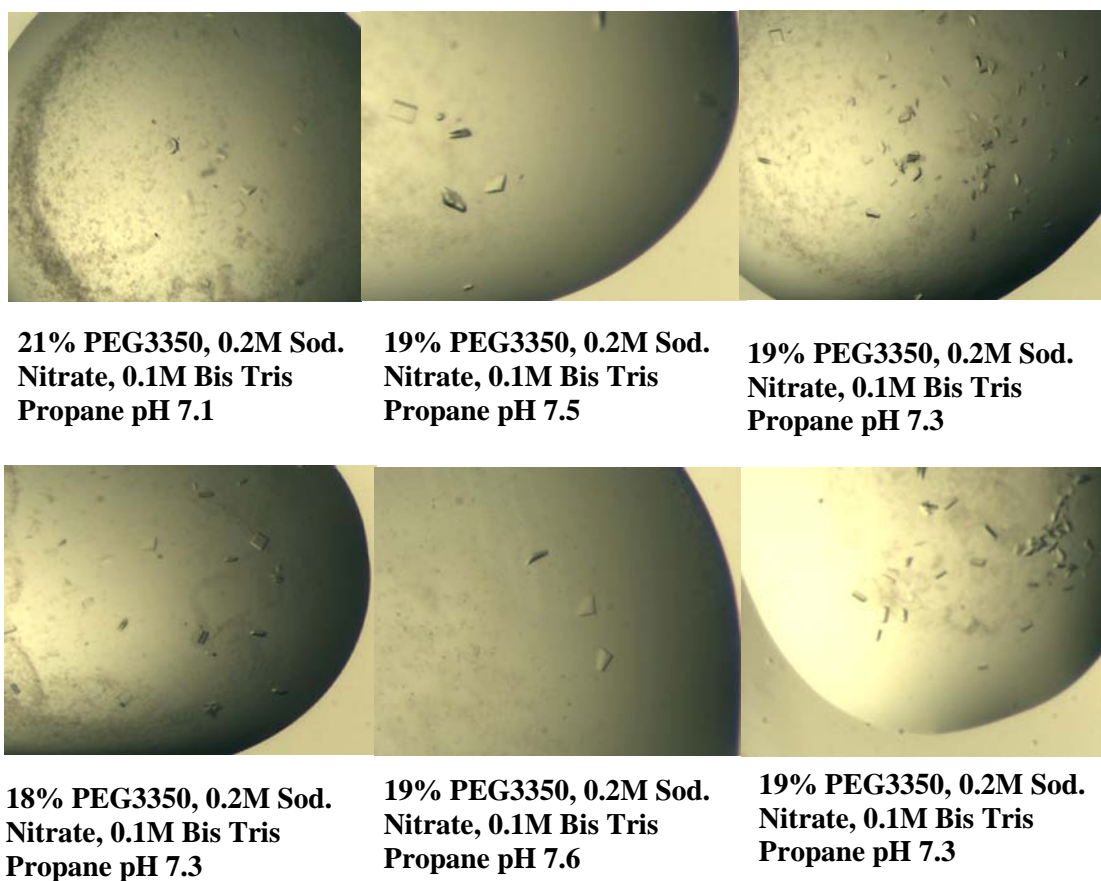 21% PEG3350, 0.2M Sod.
Nitrate, 0.1M Bis Tris
Propane pH 7.1
19% PEG3350, 0.2M Sod.
Nitrate, 0.1M Bis Tris
Propane pH 7.5
19% PEG3350, 0.2M Sod.
Nitrate, 0.1M Bis Tris
Propane pH 7.3
18% PEG3350, 0.2M Sod.
Nitrate, 0.1M Bis Tris
Propane pH 7.3
19% PEG3350, 0.2M Sod.
Nitrate, 0.1M Bis Tris
Propane pH 7.6
19% PEG3350, 0.2M Sod.
Nitrate, 0.1M Bis Tris
Propane pH 7.3